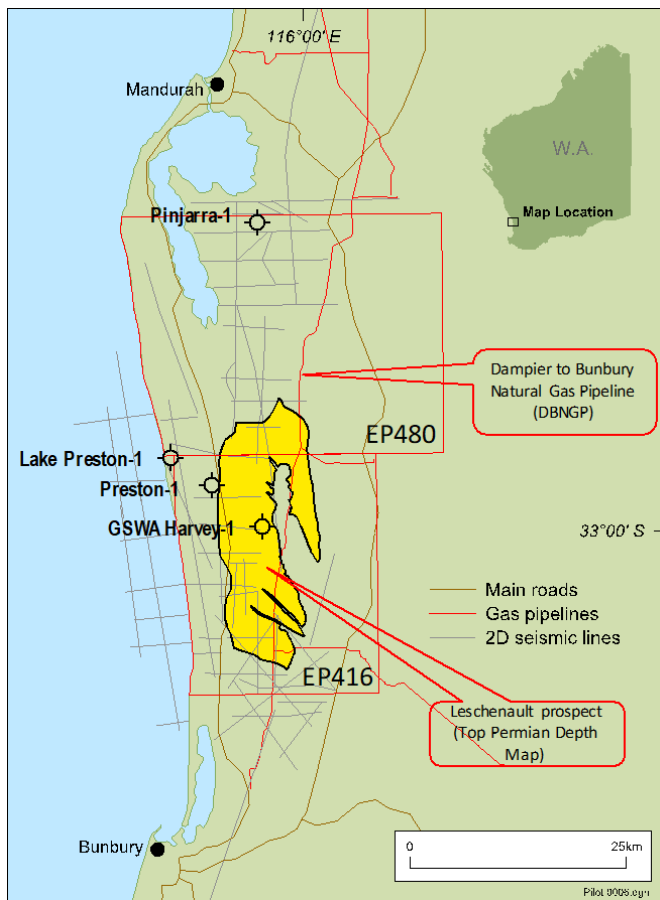 116°00' E
Mandurah
W.A.
Map Location
Pinjarra-1
Dampier to Bunbury
Natural Gas Pipeline
(DBNGP)
EP480
Lake Preston-1
Preston-1
GSWA Harvey-1
33°00' S
Main roads
Gas pipelines
2D seismic lines
EP416
Leschenault prospect
(Top Permian Depth
Map)
Bunbury
0
25km